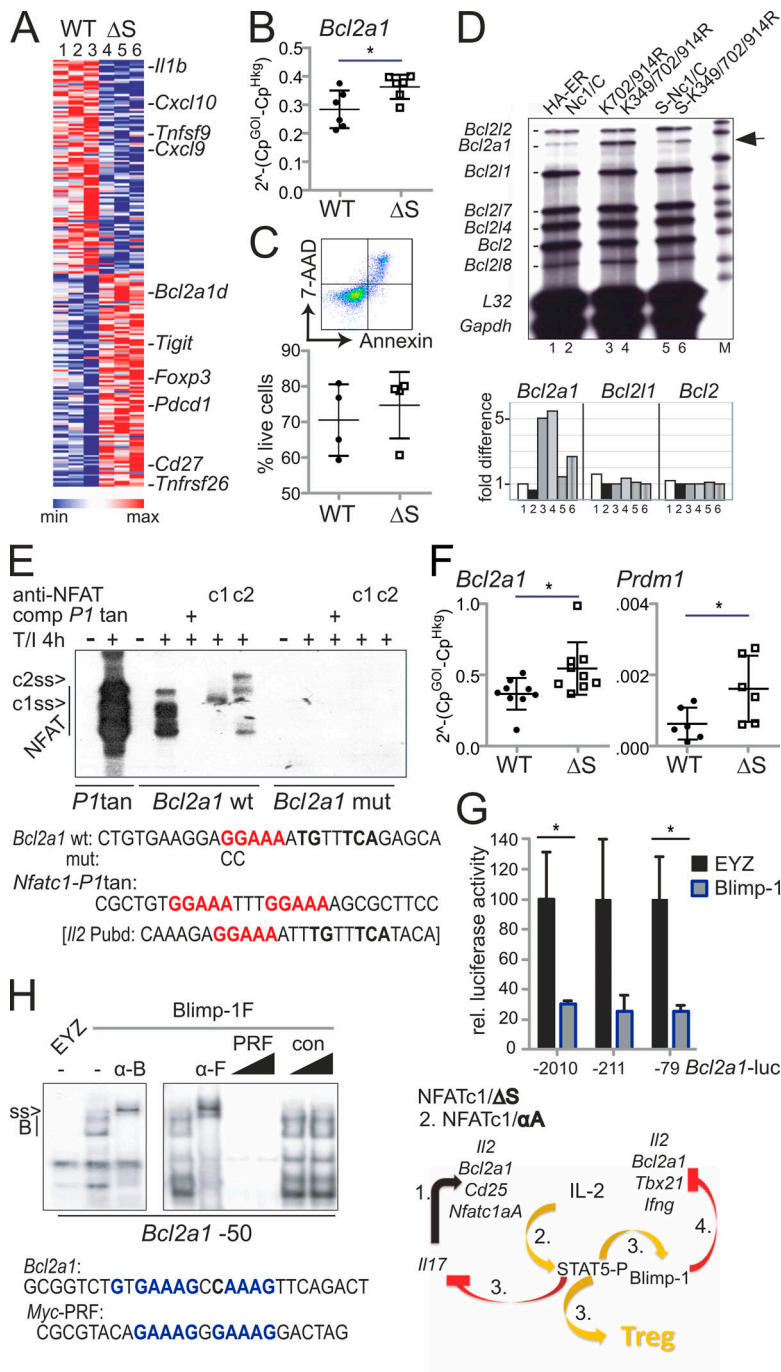 A
WT ΔS
1 2 3 4 5 6
-Il1b
-Cxcl10
-Tnfsf9
-Cxcl9
-Bcl2a1d
-Tigit
-Foxp3
-Pdcd1
-Cd27
-Tnfrsf26
min max
B
Bcl2a1
*
2^-(Cp^GOI-Cp^Hkg)
0.5
0.4
0.3
0.2
0.1
0.0
WT ΔS
C
7-AAD
Annexin
% live cells
90
80
70
60
50
WT ΔS
D
HA-ER
Nc1/C
K702/914R
K349/702/914R
S-Nc1/C
S-K349/702/914R
Bcl2l2 -
Bcl2a1 -
Bcl2l1 -
Bcl2l7 -
Bcl2l4 -
Bcl2 -
Bcl2l8 -
L32
Gapdh
1 2 3 4 5 6 M
Bcl2a1 Bcl2l1 Bcl2
fold difference
5
1
1 2 3 4 5 6 1 2 3 4 5 6 1 2 3 4 5 6
E
anti-NFAT c1 c2 c1 c2
comp P1 tan + +
T/I 4h - + - + + + + - + + + +
c2ss>
c1ss>
NFAT
P1tan Bcl2a1 wt Bcl2a1 mut
Bcl2a1 wt: CTGTGAAGGAGGAAAATGTTTCAGAGCA
mut: CC
Nfatc1-P1tan:
CGCTGTGGAAATTTGGAAAAGCGCTTCC
[Il2 Pubd: CAAAGAGGAAAATTTGTTTCATACA]
F
Bcl2a1 Prdm1
* *
2^-(Cp^GOI-Cp^Hkg)
1.0
0.5
0.0
WT ΔS
.004
.002
.000
WT ΔS
G
rel. luciferase activity
140
120
100
80
60
40
20
0
* *
EYZ
Blimp-1
-2010 -211 -79 Bcl2a1-luc
H
Blimp-1F
EYZ PRF con
- - α-B α-F
ss>
B
Bcl2a1 -50
Bcl2a1:
GCGGTCTGTGAAAGCCAAAGTTCAGACT
Myc-PRF:
CGCGTACAGAAAGGGAAAGGACTAG
NFATc1/ΔS
2. NFATc1/αA
Il2
Bcl2a1
Cd25
Nfatc1aA
1.
IL-2
2.
Il2
Bcl2a1
Tbx21
Ifng
3.
4.
STAT5-P
Blimp-1
Il17
3.
3.
Treg